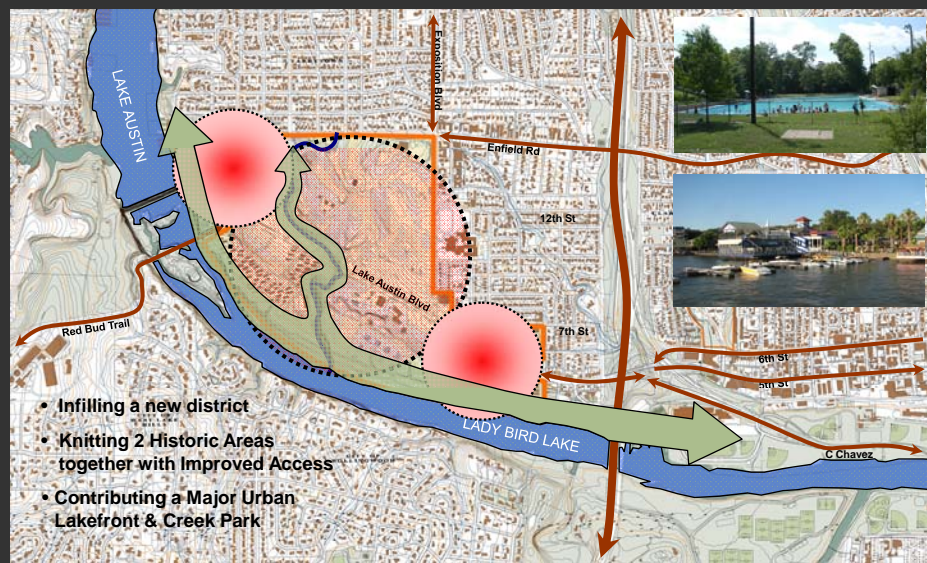 LAKE AUSTIN
Exposition Blvd
Enfield Rd
12th St
Lake Austin Blvd
Red Bud Trail
7th St
6th St
5th St
LADY BIRD LAKE
C Chavez
• Infilling a new district
• Knitting 2 Historic Areas
together with Improved Access
• Contributing a Major Urban
Lakefront & Creek Park